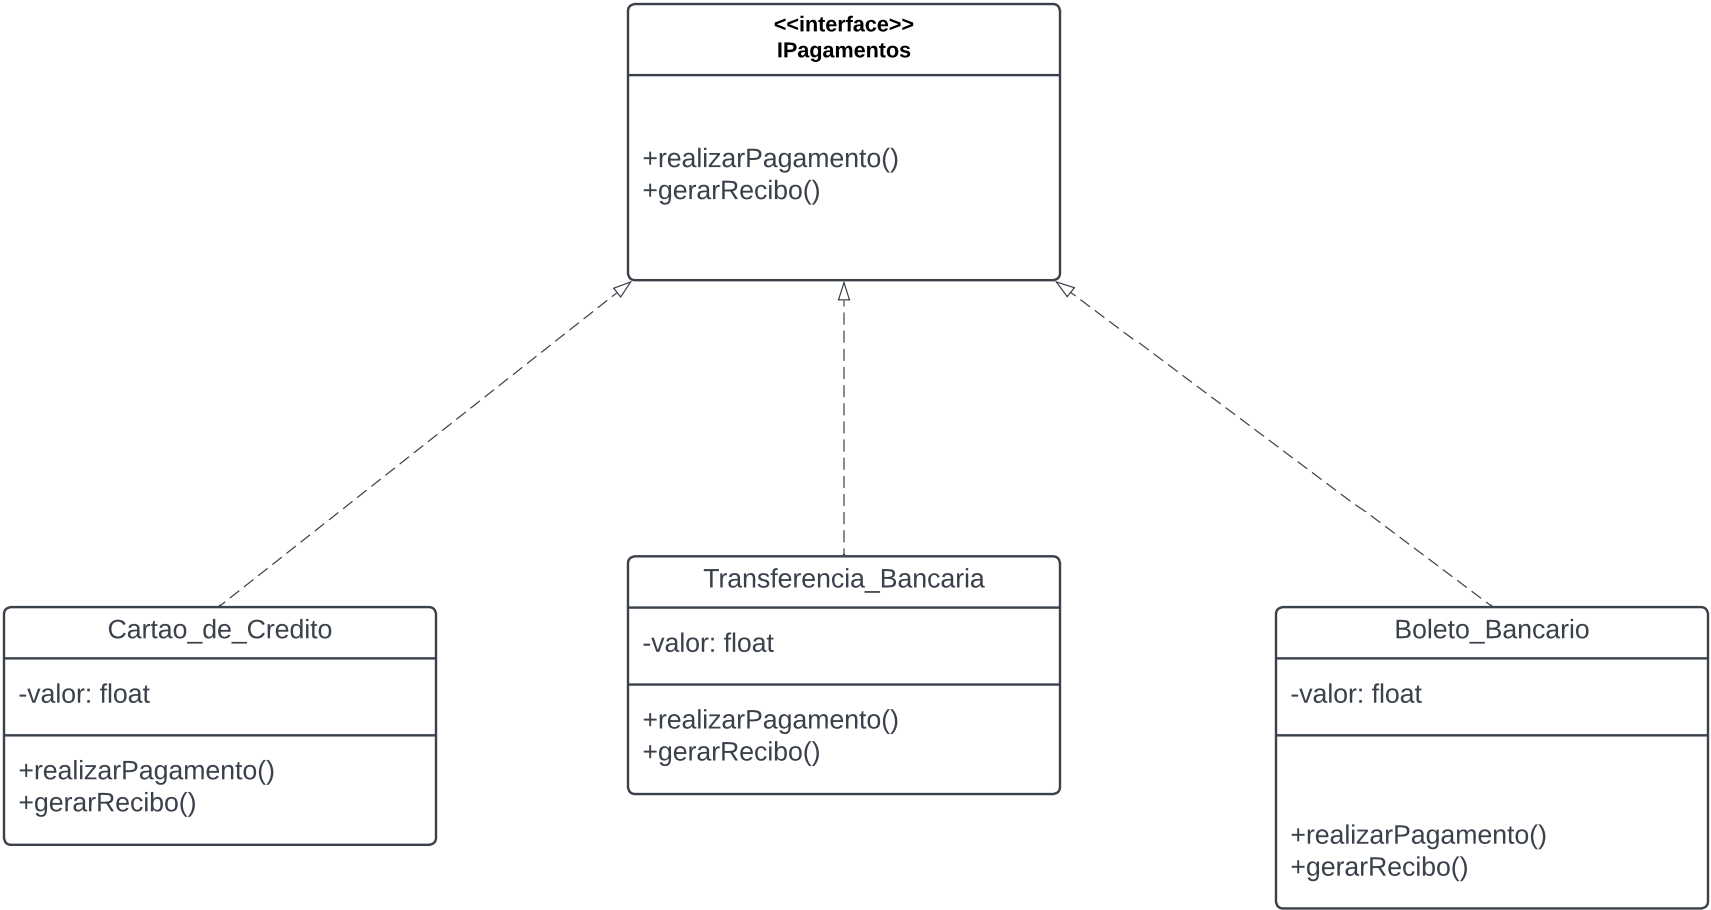 <<interface>>
IPagamentos
+realizarPagamento()
+gerarRecibo()
Cartao_de_Credito
-valor: float
+realizarPagamento()
+gerarRecibo()
Transferencia_Bancaria
-valor: float
+realizarPagamento()
+gerarRecibo()
Boleto_Bancario
-valor: float
+realizarPagamento()
+gerarRecibo()